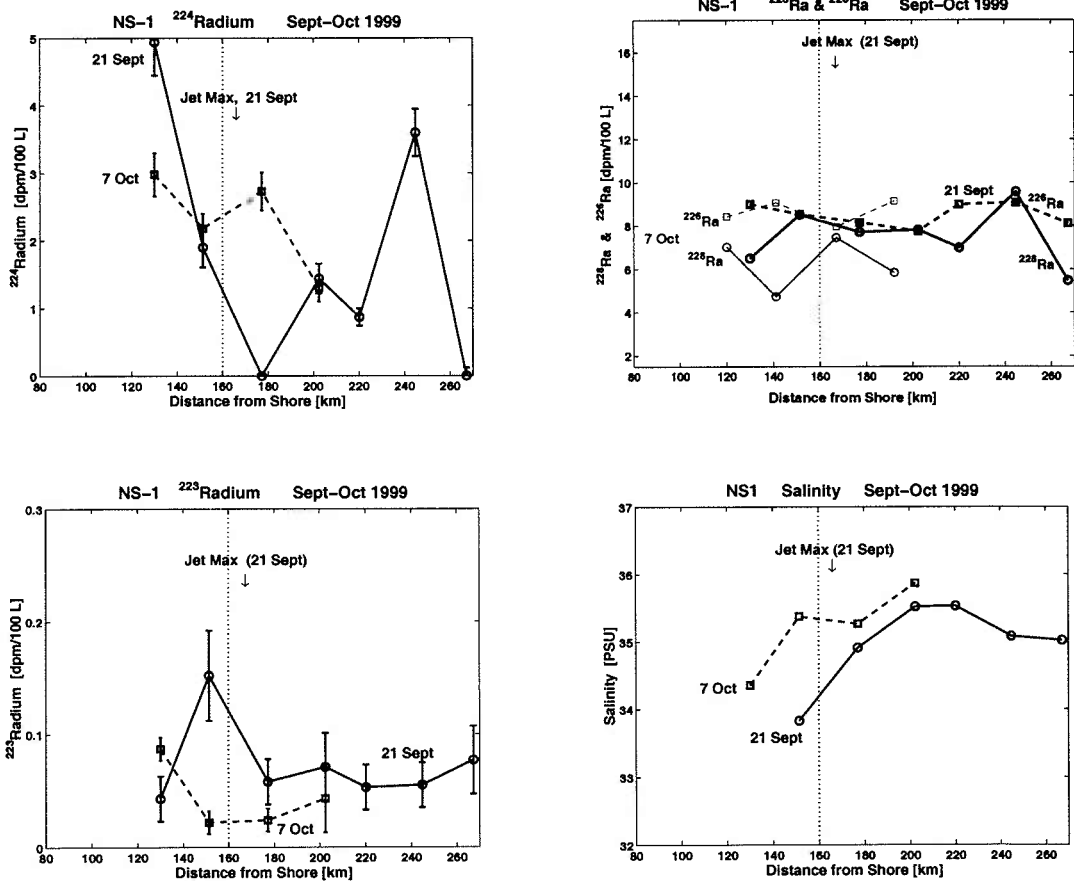 NS–1 ²²⁴Radium Sept–Oct 1999
5
4
3
2
1
0
²²⁴Radium [dpm/100 L]
21 Sept
Jet Max, 21 Sept
7 Oct
80 100 120 140 160 180 200 220 240 260
Distance from Shore [km]
NS–1 Ra & Ra Sept–Oct 1999
16
14
12
10
8
6
4
2
²²⁸Ra & ²²⁶Ra [dpm/100 L]
Jet Max (21 Sept)
21 Sept
²²⁶Ra
²²⁶Ra
7 Oct
²²⁸Ra
²²⁸Ra
80 100 120 140 160 180 200 220 240 260
Distance from Shore [km]
NS–1 ²²³Radium Sept–Oct 1999
0.3
0.2
0.1
0
²²³Radium [dpm/100 L]
Jet Max (21 Sept)
21 Sept
7 Oct
80 100 120 140 160 180 200 220 240 260
Distance from Shore [km]
NS1 Salinity Sept–Oct 1999
37
36
35
34
33
32
Salinity [PSU]
Jet Max (21 Sept)
7 Oct
21 Sept
80 100 120 140 160 180 200 220 240 260
Distance from Shore [km]